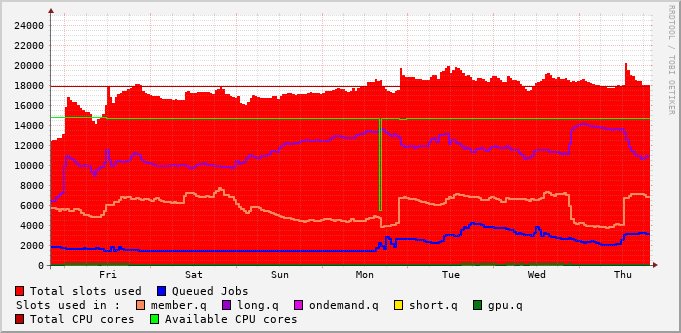 24000
22000
20000
18000
16000
14000
12000
10000
8000
6000
4000
2000
0
Fri Sat Sun Mon Tue Wed Thu
Total slots used Queued Jobs
Slots used in : member.q long.q ondemand.q short.q gpu.q
Total CPU cores Available CPU cores
RRDTOOL / TOBI OETIKER